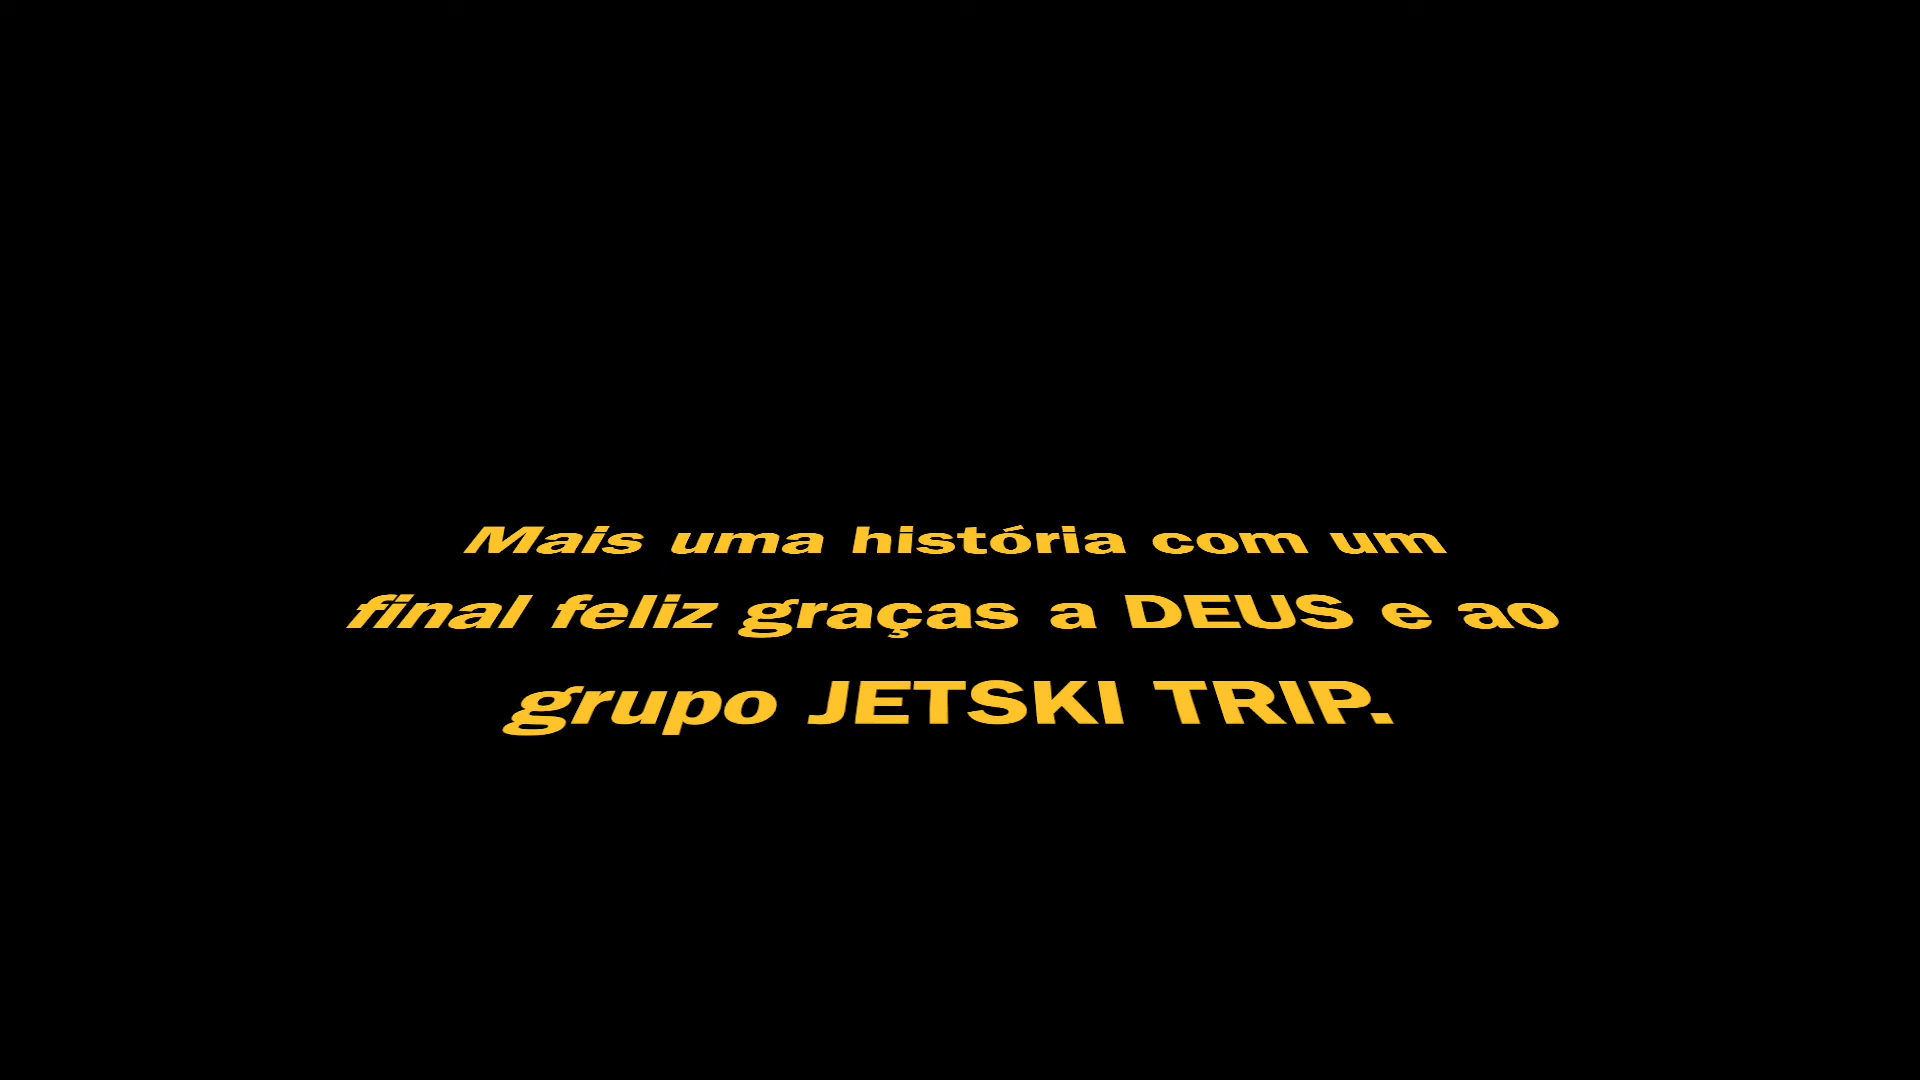 Mais uma história com um
final feliz graças a DEUS e ao
grupo JETSKI TRIP.